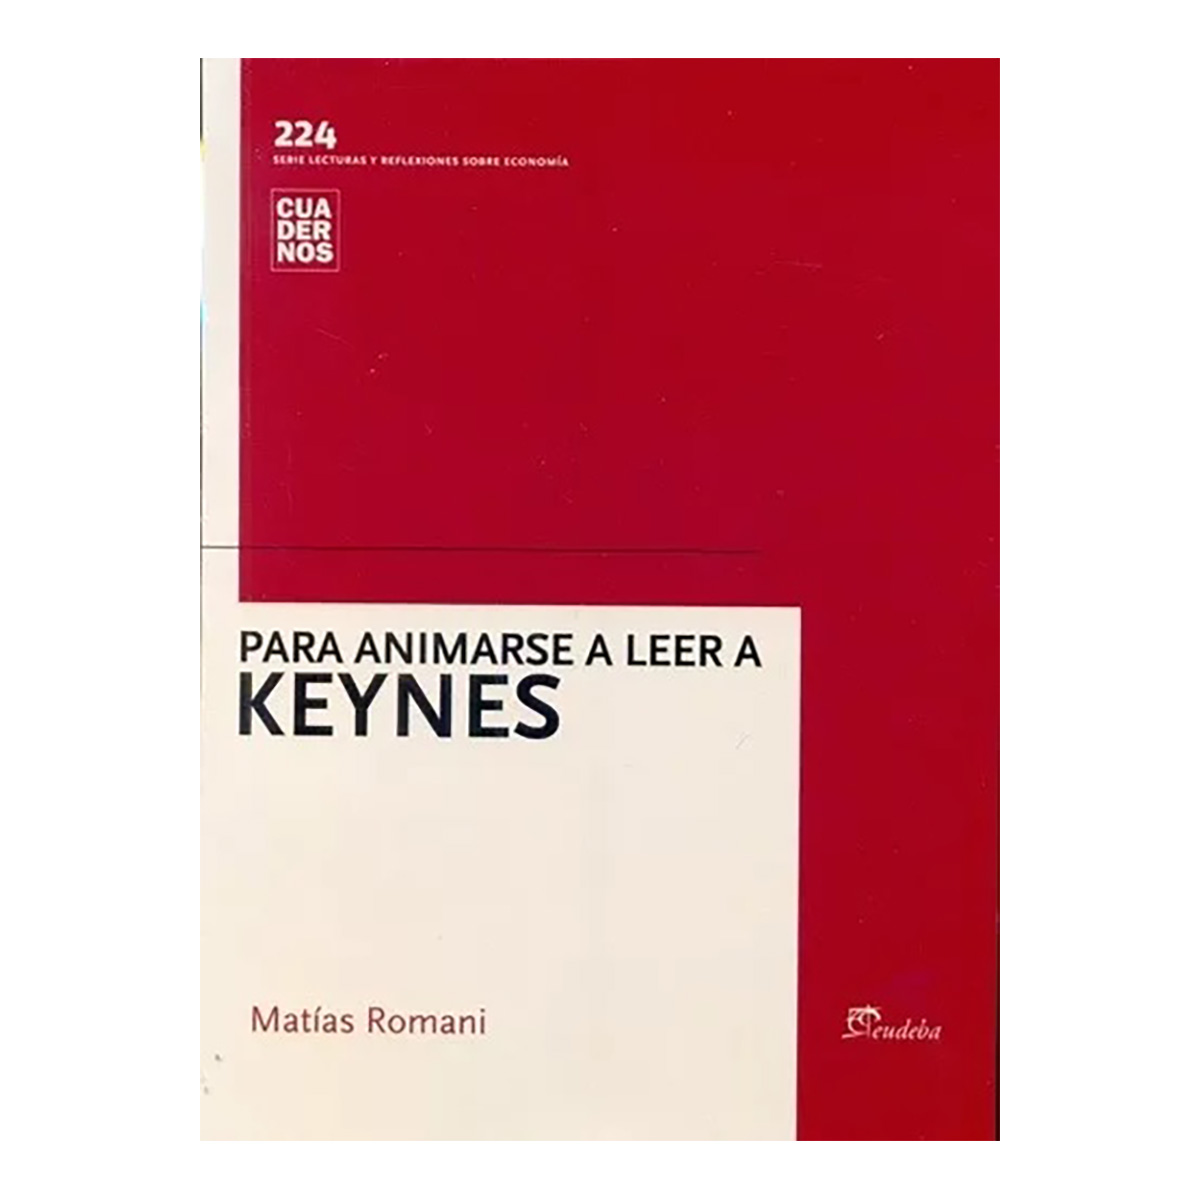 224
SERIE LECTURAS Y REFLEXIONES SOBRE ECONOMÍA
CUA
DER
NOS
PARA ANIMARSE A LEER A
KEYNES
Matías Romani
eudeba